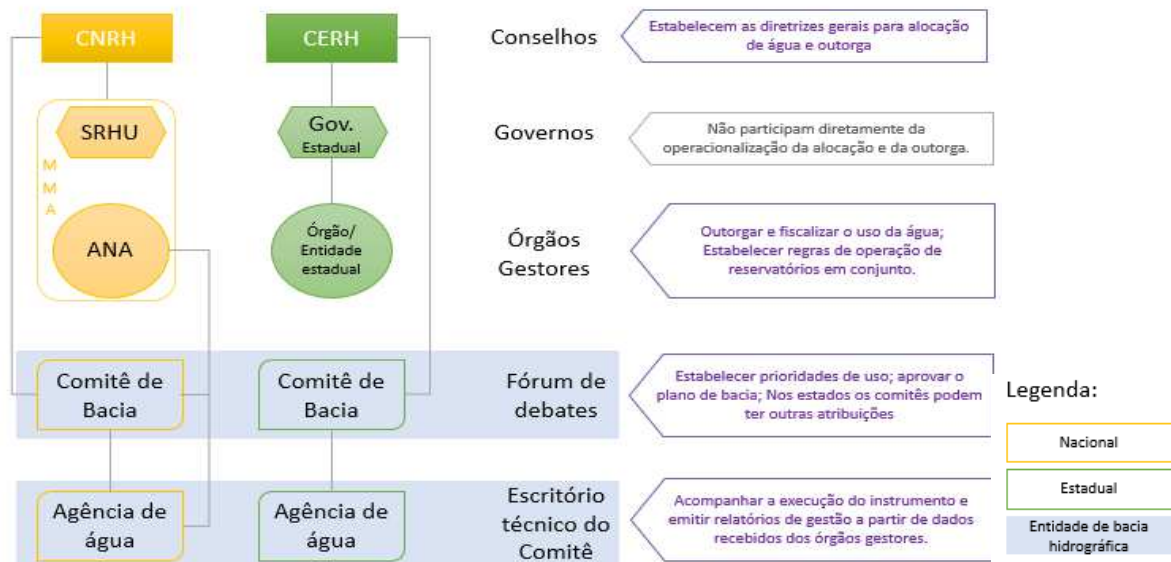 CNRH
CERH
Conselhos
Estabelecem as diretrizes gerais para alocação
de água e outorga
SRHU
Gov.
Estadual
Governos
Não participam diretamente da
operacionalização da alocação e da outorga.
M
M
A
ANA
Órgão/
Entidade
estadual
Órgãos
Gestores
Outorgar e fiscalizar o uso da água;
Estabelecer regras de operação de
reservatórios em conjunto.
Comitê de
Bacia
Comitê de
Bacia
Fórum de
debates
Estabelecer prioridades de uso; aprovar o
plano de bacia; Nos estados os comitês podem
ter outras atribuições
Agência de
água
Agência de
água
Escritório
técnico do
Comitê
Acompanhar a execução do instrumento e
emitir relatórios de gestão a partir de dados
recebidos dos órgãos gestores.
Legenda:
Nacional
Estadual
Entidade de bacia
hidrográfica